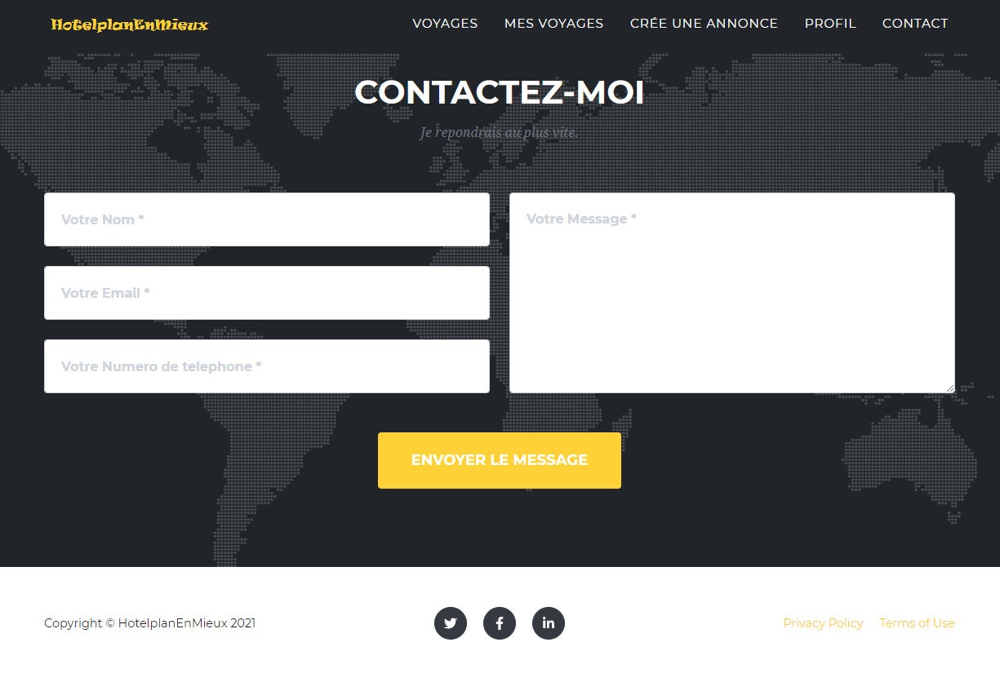 HotelplanEnMieux
VOYAGES MES VOYAGES CRÉE UNE ANNONCE PROFIL CONTACT
CONTACTEZ-MOI
Je repondrais au plus vite.
Votre Nom *
Votre Email *
Votre Numero de telephone *
Votre Message *
ENVOYER LE MESSAGE
Copyright © HotelplanEnMieux 2021
Privacy Policy Terms of Use